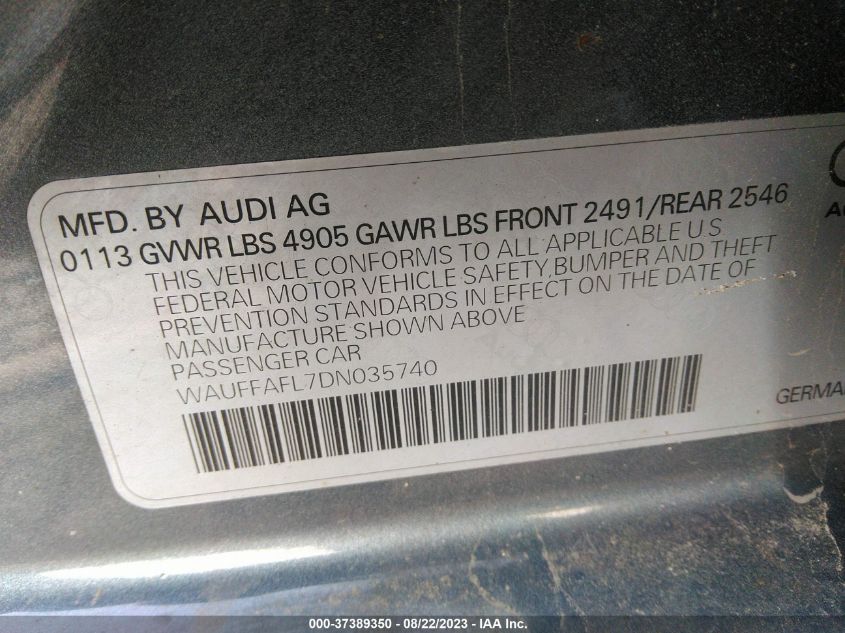 MFD. BY AUDI AG
0113 GVWR LBS 4905 GAWR LBS FRONT 2491/REAR 2546
THIS VEHICLE CONFORMS TO ALL APPLICABLE U S
FEDERAL MOTOR VEHICLE SAFETY,BUMPER AND THEFT
PREVENTION STANDARDS IN EFFECT ON THE DATE OF
MANUFACTURE SHOWN ABOVE
PASSENGER CAR
WAUFFAFL7DN035740
000-37389350 - 08/22/2023 - IAA Inc.